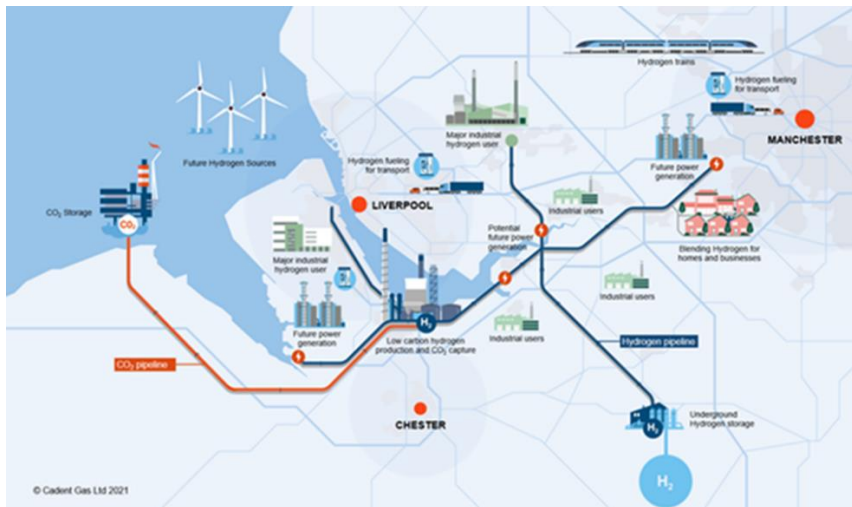 Hydrogen trains
Hydrogen fueling
for transport
MANCHESTER
Future Hydrogen Sources
Major industrial
hydrogen user
Future power
generation
Hydrogen fueling
for transport
CO₂ Storage
CO₂
LIVERPOOL
Industrial users
Potential
future power
generation
Blending Hydrogen for
homes and businesses
Major industrial
hydrogen user
Industrial users
Future power
generation
H₂
Low carbon hydrogen
production and CO₂ capture
Industrial users
Hydrogen pipeline
CO₂ pipeline
CHESTER
Underground
Hydrogen storage
H₂
H₂
© Cadent Gas Ltd 2021